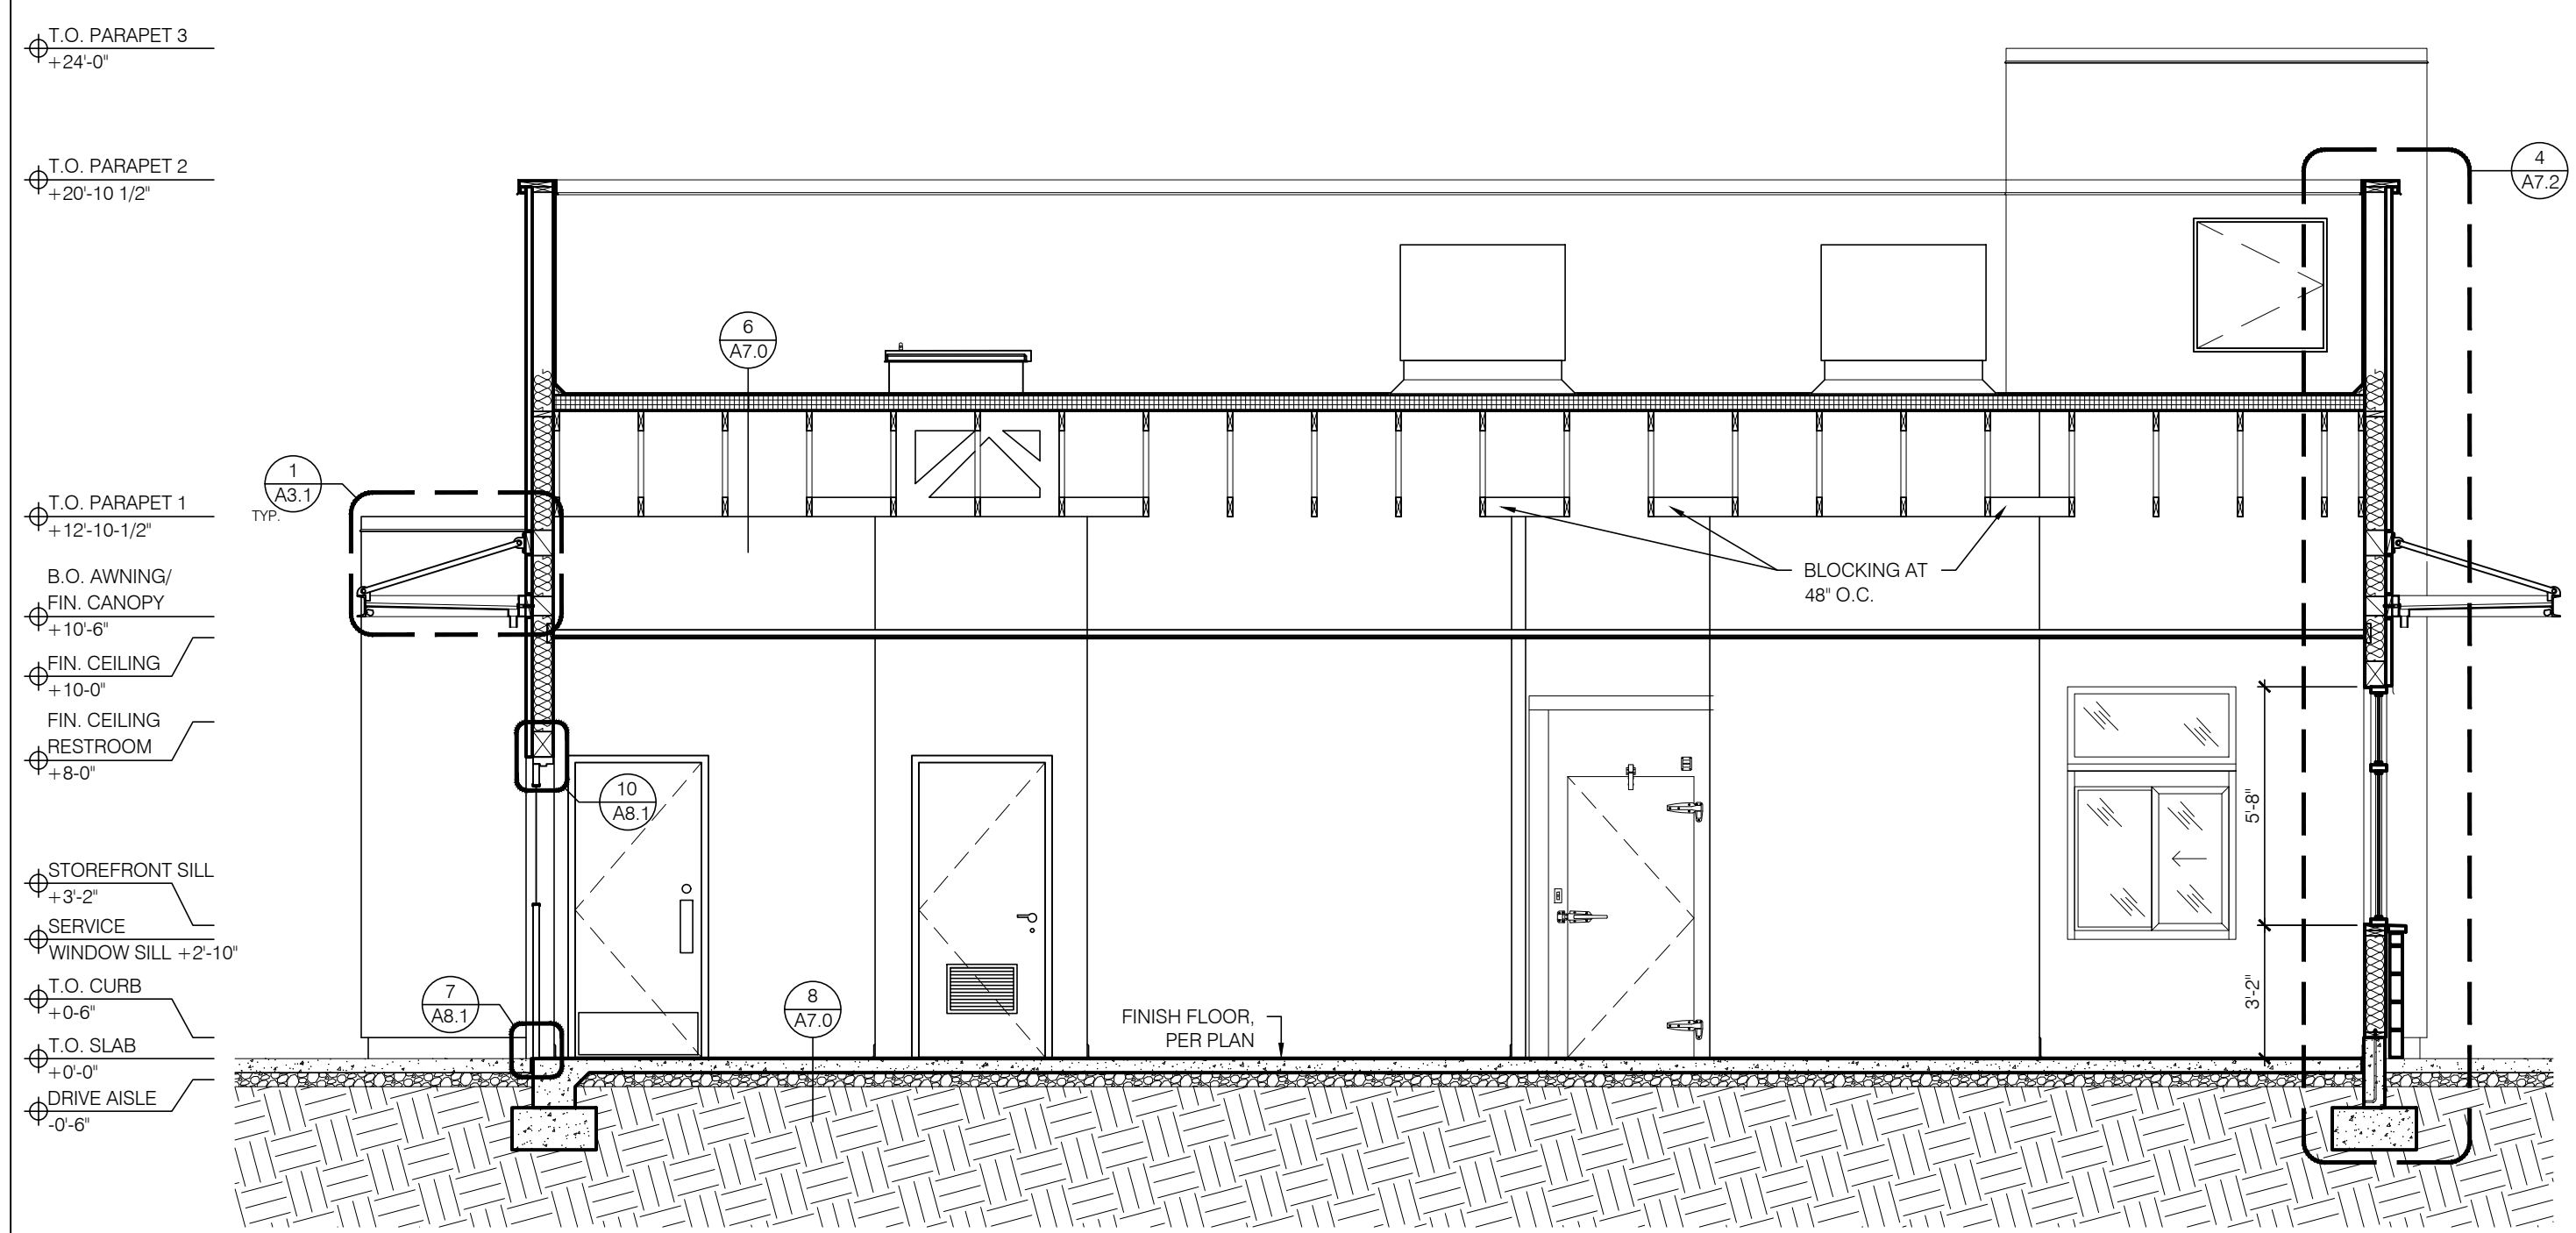 T.O. PARAPET 3
+24'-0"
T.O. PARAPET 2
+20'-10 1/2"
4
A7.2
6
A7.0
1
A3.1
TYP.
T.O. PARAPET 1
+12'-10-1/2"
B.O. AWNING/
FIN. CANOPY
+10'-6"
BLOCKING AT
48" O.C.
FIN. CEILING
+10-0"
FIN. CEILING
RESTROOM
+8-0"
10
A8.1
5'-8"
STOREFRONT SILL
+3'-2"
SERVICE
WINDOW SILL +2'-10"
3'-2"
T.O. CURB
+0-6"
7
A8.1
8
A7.0
FINISH FLOOR,
PER PLAN
T.O. SLAB
+0'-0"
DRIVE AISLE
-0'-6"